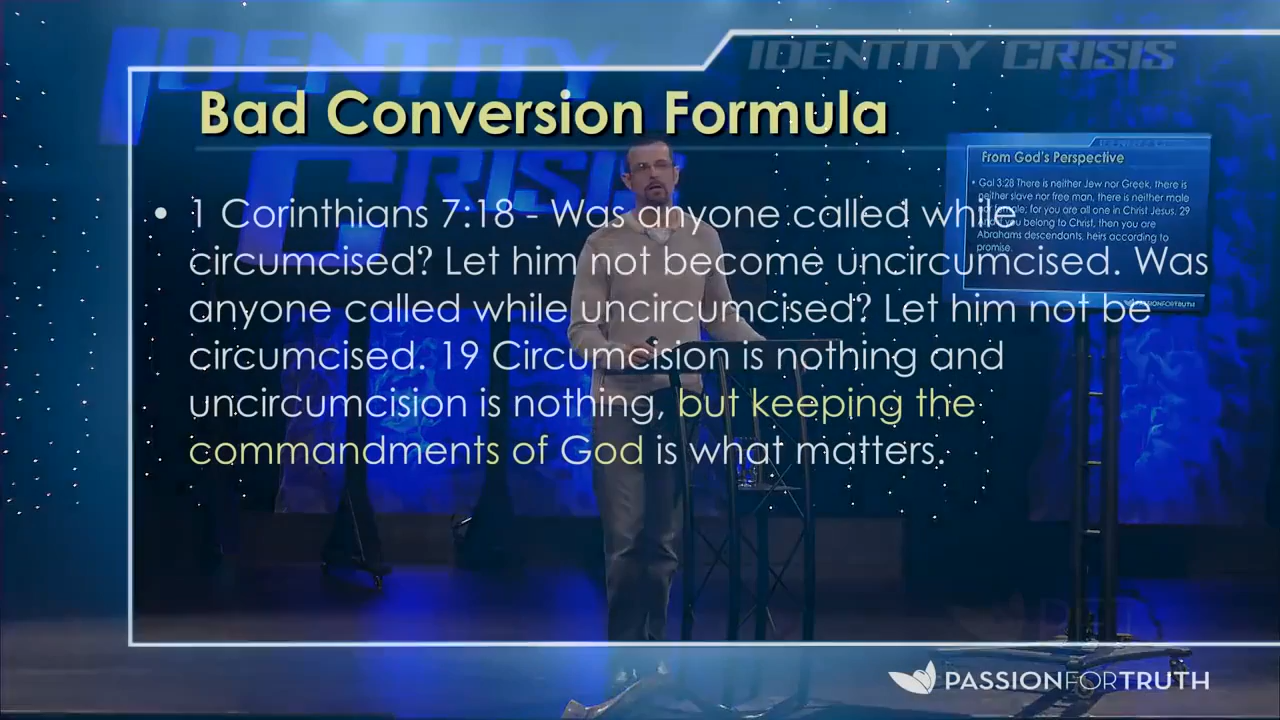 IDENTITY CRISIS
IDENTITY
CRISIS
Bad Conversion Formula
• 1 Corinthians 7:18 - Was anyone called while
circumcised? Let him not become uncircumcised. Was
anyone called while uncircumcised? Let him not be
circumcised. 19 Circumcision is nothing and
uncircumcision is nothing, but keeping the
commandments of God is what matters.
From God's Perspective
• Gal 3:28 There is neither Jew nor Greek, there is
neither slave nor free man, there is neither male
for you are all one in Christ Jesus. 29
you belong to Christ, then you are
Abrahams descendants, heirs according to
promise.
PASSIONFORTRUTH
PASSIONFORTRUTH